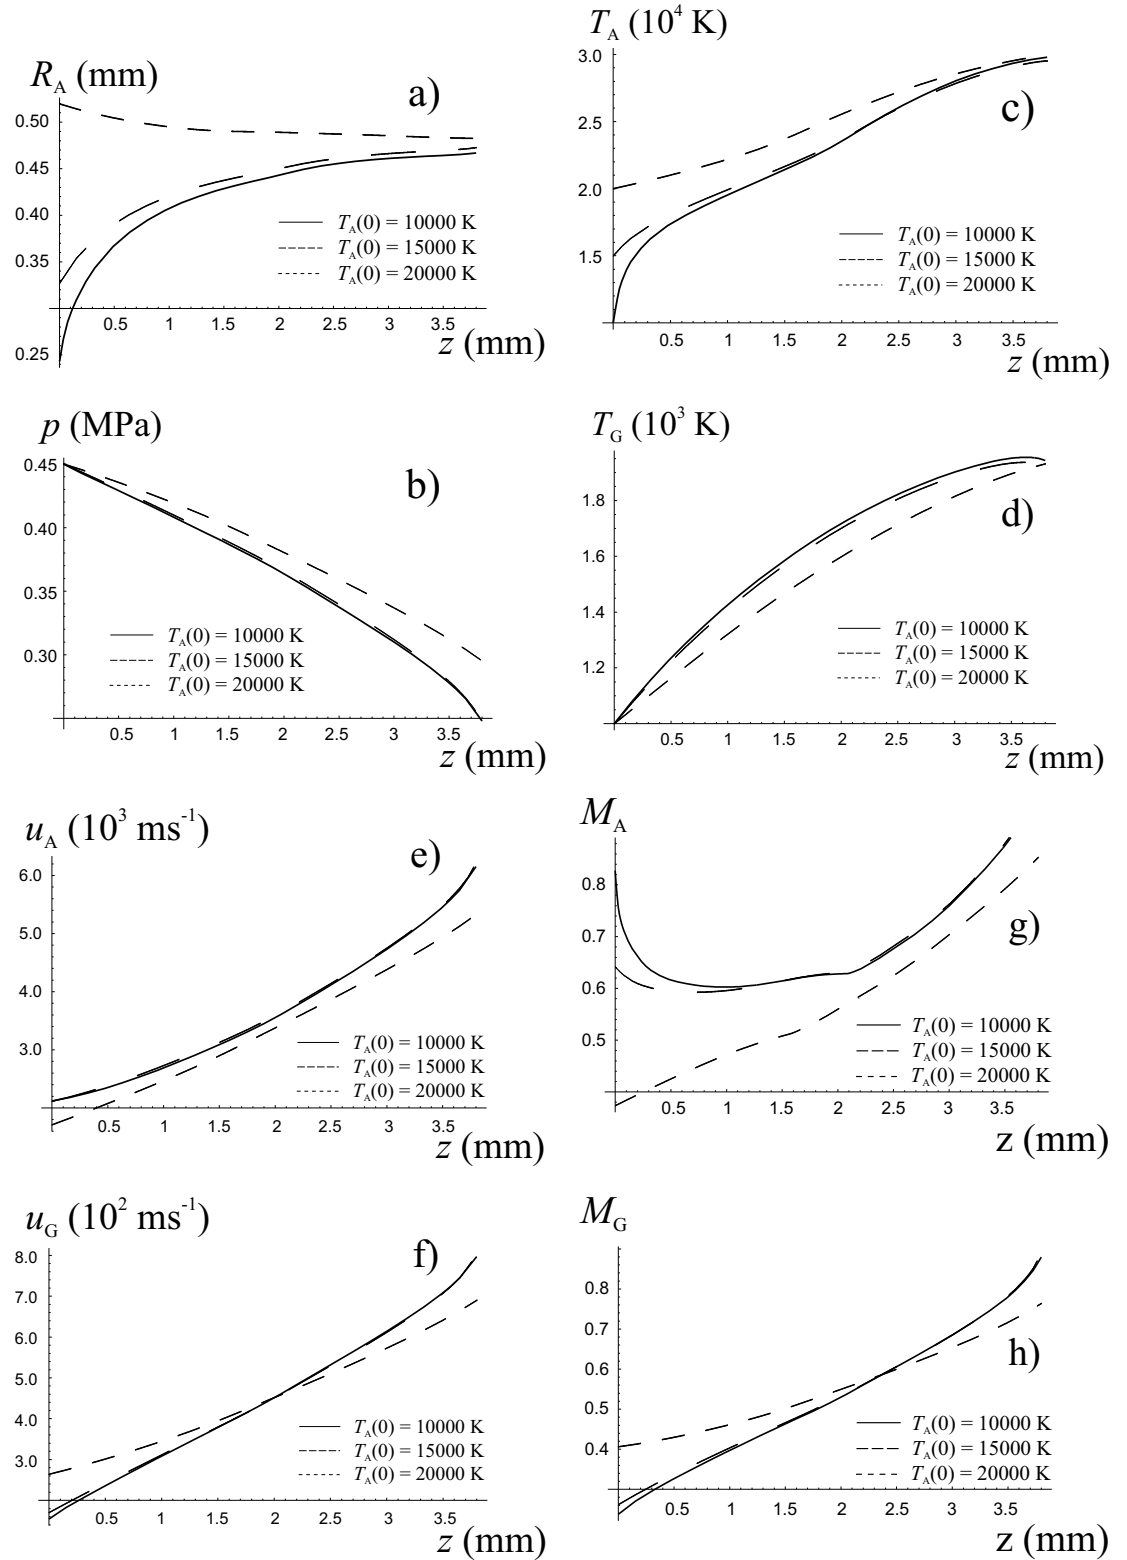 R_A (mm)
a)
0.50
0.45
0.40
0.35
0.25
T_A(0) = 10000 K
T_A(0) = 15000 K
T_A(0) = 20000 K
0.5 1 1.5 2 2.5 3 3.5
z (mm)
T_A (10^4 K)
c)
3.0
2.5
2.0
1.5
T_A(0) = 10000 K
T_A(0) = 15000 K
T_A(0) = 20000 K
0.5 1 1.5 2 2.5 3 3.5
z (mm)
p (MPa)
b)
0.45
0.40
0.35
0.30
T_A(0) = 10000 K
T_A(0) = 15000 K
T_A(0) = 20000 K
0.5 1 1.5 2 2.5 3 3.5
z (mm)
T_G (10^3 K)
d)
1.8
1.6
1.4
1.2
T_A(0) = 10000 K
T_A(0) = 15000 K
T_A(0) = 20000 K
0.5 1 1.5 2 2.5 3 3.5
z (mm)
u_A (10^3 ms^-1)
e)
6.0
5.0
4.0
3.0
T_A(0) = 10000 K
T_A(0) = 15000 K
T_A(0) = 20000 K
0.5 1 1.5 2 2.5 3 3.5
z (mm)
M_A
g)
0.8
0.7
0.6
0.5
T_A(0) = 10000 K
T_A(0) = 15000 K
T_A(0) = 20000 K
0.5 1 1.5 2 2.5 3 3.5
z (mm)
u_G (10^2 ms^-1)
f)
8.0
7.0
6.0
5.0
4.0
3.0
T_A(0) = 10000 K
T_A(0) = 15000 K
T_A(0) = 20000 K
0.5 1 1.5 2 2.5 3 3.5
z (mm)
M_G
h)
0.8
0.7
0.6
0.5
0.4
T_A(0) = 10000 K
T_A(0) = 15000 K
T_A(0) = 20000 K
0.5 1 1.5 2 2.5 3 3.5
z (mm)